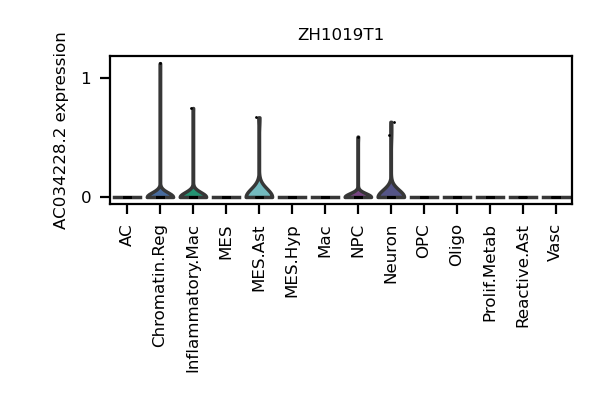 ZH1019T1
AC034228.2 expression
1
0
AC
Chromatin.Reg
Inflammatory.Mac
MES
MES.Ast
MES.Hyp
Mac
NPC
Neuron
OPC
Oligo
Prolif.Metab
Reactive.Ast
Vasc